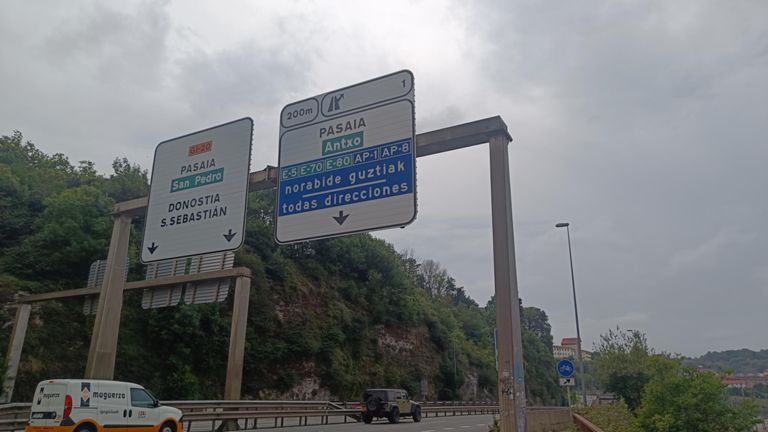 GI-20
PASAIA
San Pedro
DONOSTIA
S.SEBASTIÁN
200m 1
PASAIA
Antxo
E-5 E-70 E-80 AP-1 AP-8
norabide guztiak
todas direcciones
maguerza